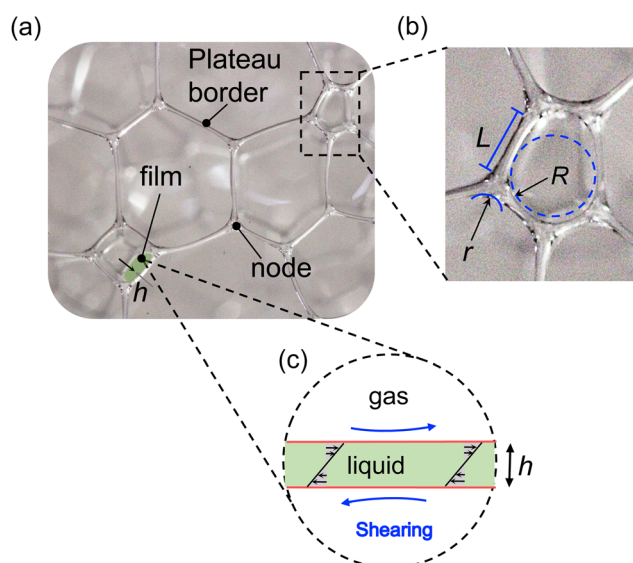 (a)
Plateau
border
film
h
node
(b)
L
R
r
(c)
gas
liquid
h
Shearing